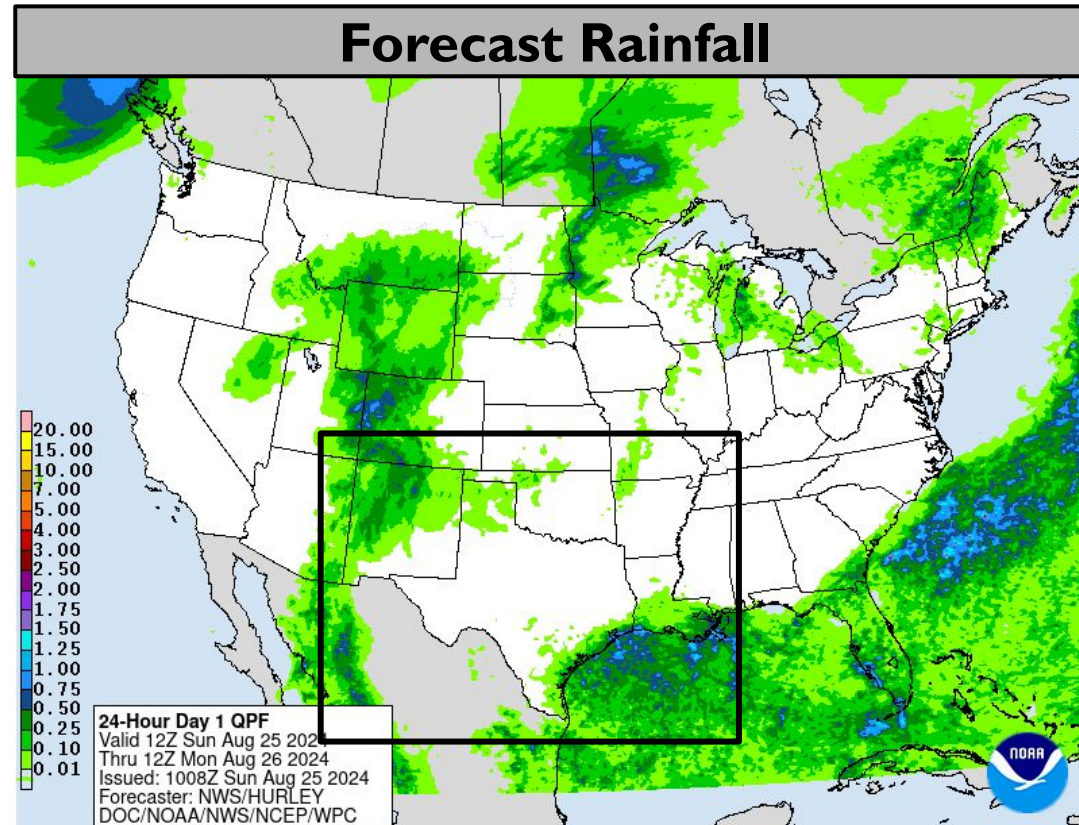 Forecast Rainfall
20.00
15.00
10.00
7.00
5.00
4.00
3.00
2.50
2.00
1.75
1.50
1.25
1.00
0.75
0.50
0.25
0.10
0.01
24-Hour Day 1 QPF
Valid 12Z Sun Aug 25 2024
Thru 12Z Mon Aug 26 2024
Issued: 1008Z Sun Aug 25 2024
Forecaster: NWS/HURLEY
DOC/NOAA/NWS/NCEP/WPC
NOAA